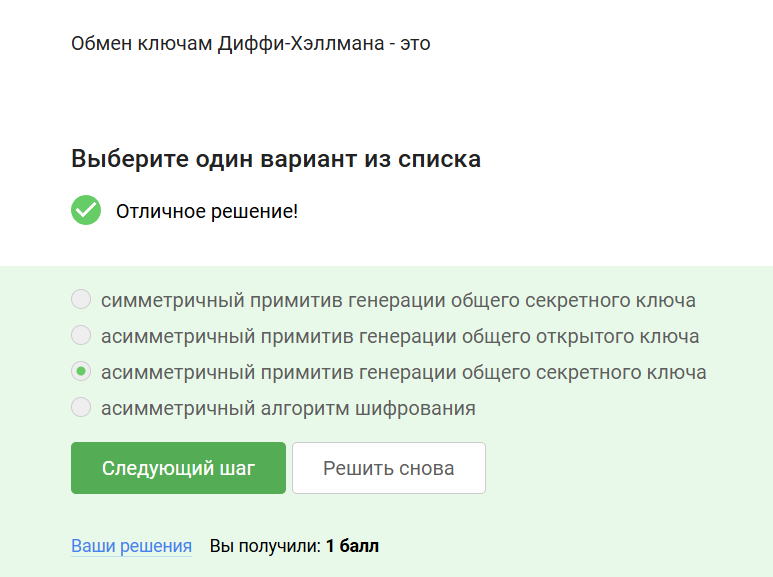 Обмен ключам Диффи-Хэллмана - это
Выберите один вариант из списка
Отличное решение!
симметричный примитив генерации общего секретного ключа
асимметричный примитив генерации общего открытого ключа
асимметричный примитив генерации общего секретного ключа
асимметричный алгоритм шифрования
Следующий шаг Решить снова
Ваши решения Вы получили: 1 балл